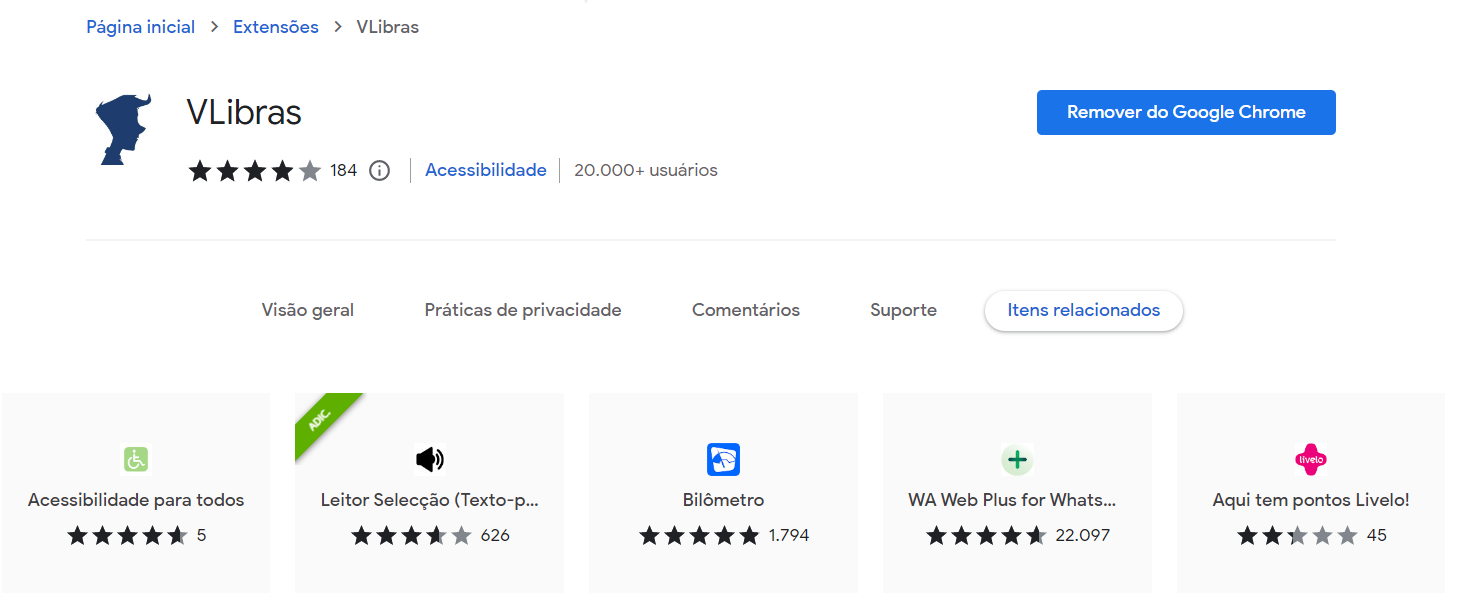 Página inicial > Extensões > VLibras
VLibras
Remover do Google Chrome
184 Acessibilidade 20.000+ usuários
Visão geral Práticas de privacidade Comentários Suporte Itens relacionados
ADIC.
livelo
Acessibilidade para todos Leitor Selecção (Texto-p... Bilômetro WA Web Plus for Whats... Aqui tem pontos Livelo!
5 626 1.794 22.097 45